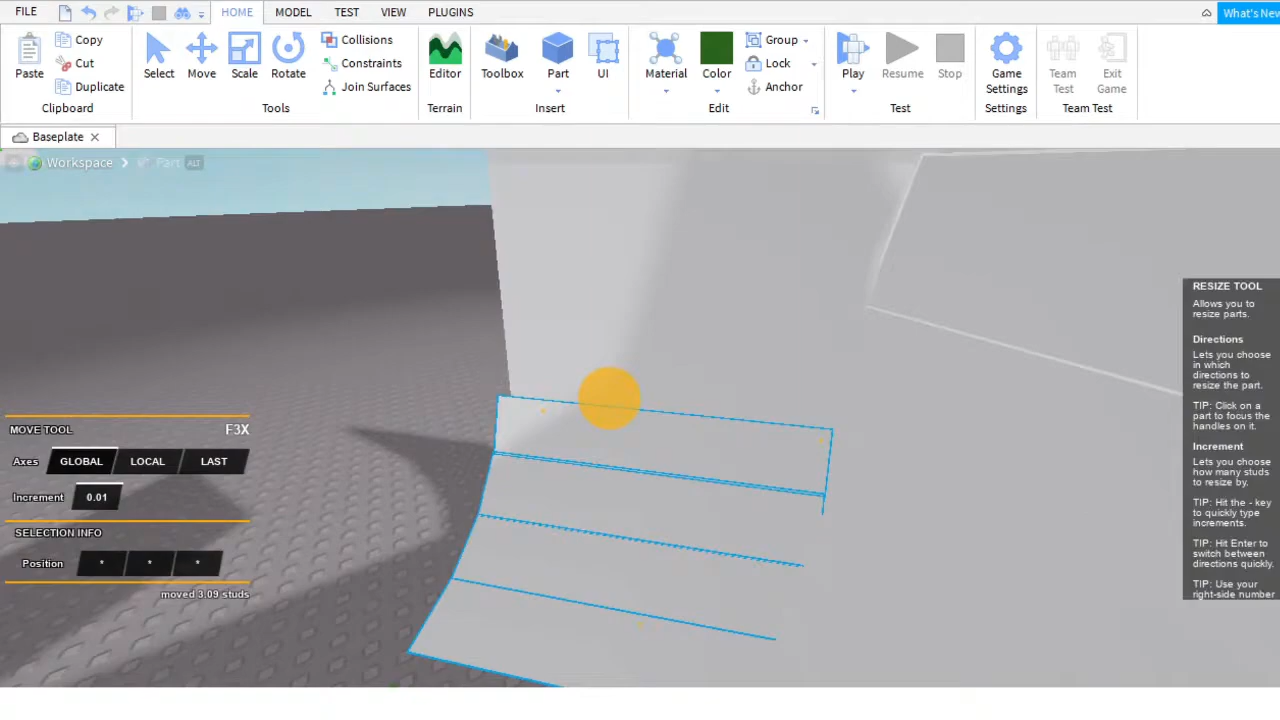 FILE HOME MODEL TEST VIEW PLUGINS What's New
Copy Collisions Group
Cut Constraints Lock
Paste Duplicate Select Move Scale Rotate Join Surfaces Editor Toolbox Part UI Material Color Anchor Play Resume Stop Game Settings Team Test Exit Game
Clipboard Tools Terrain Insert Edit Test Settings Team Test
Baseplate
Workspace Part ALT
MOVE TOOL F3X
Axes GLOBAL LOCAL LAST
Increment 0.01
SELECTION INFO
Position * * *
moved 3.09 studs
RESIZE TOOL
Allows you to
resize parts.
Directions
Lets you choose
in which
directions to
resize the part.
TIP: Click on a
part to focus the
handles on it.
Increment
Lets you choose
how many studs
to resize by.
TIP: Hit the - key
to quickly type
increments.
TIP: Hit Enter to
switch between
directions quickly.
TIP: Use your
right-side number